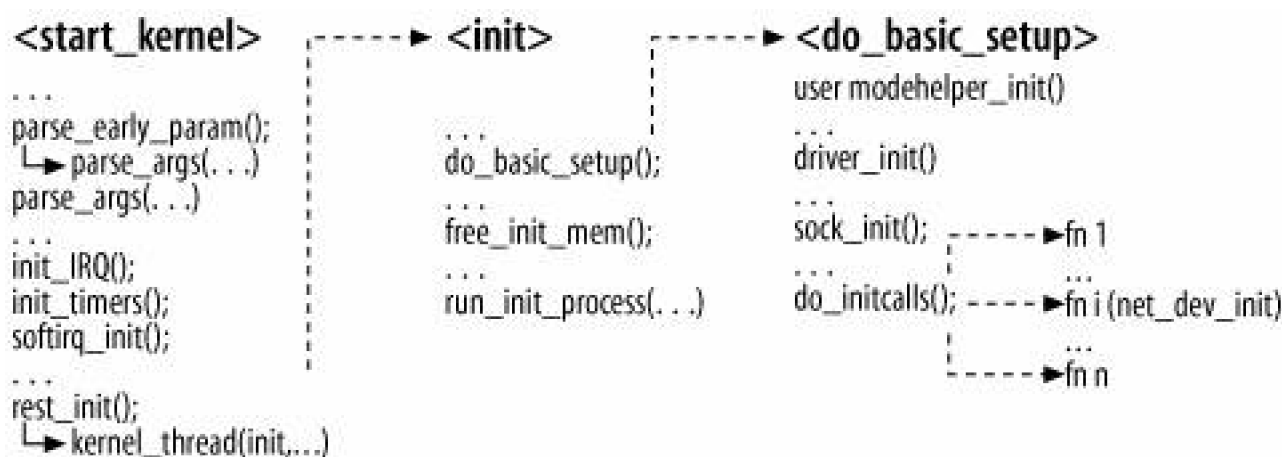 <start_kernel>
. . .
parse_early_param();
parse_args(. . .)
parse_args(. . .)
. . .
init_IRQ();
init_timers();
softirq_init();
. . .
rest_init();
kernel_thread(init,...)
<init>
. . .
do_basic_setup();
. . .
free_init_mem();
. . .
run_init_process(. . .)
<do_basic_setup>
user modehelper_init()
. . .
driver_init()
. . .
sock_init();
. . .
do_initcalls();
fn 1
...
fn i (net_dev_init)
...
fn n